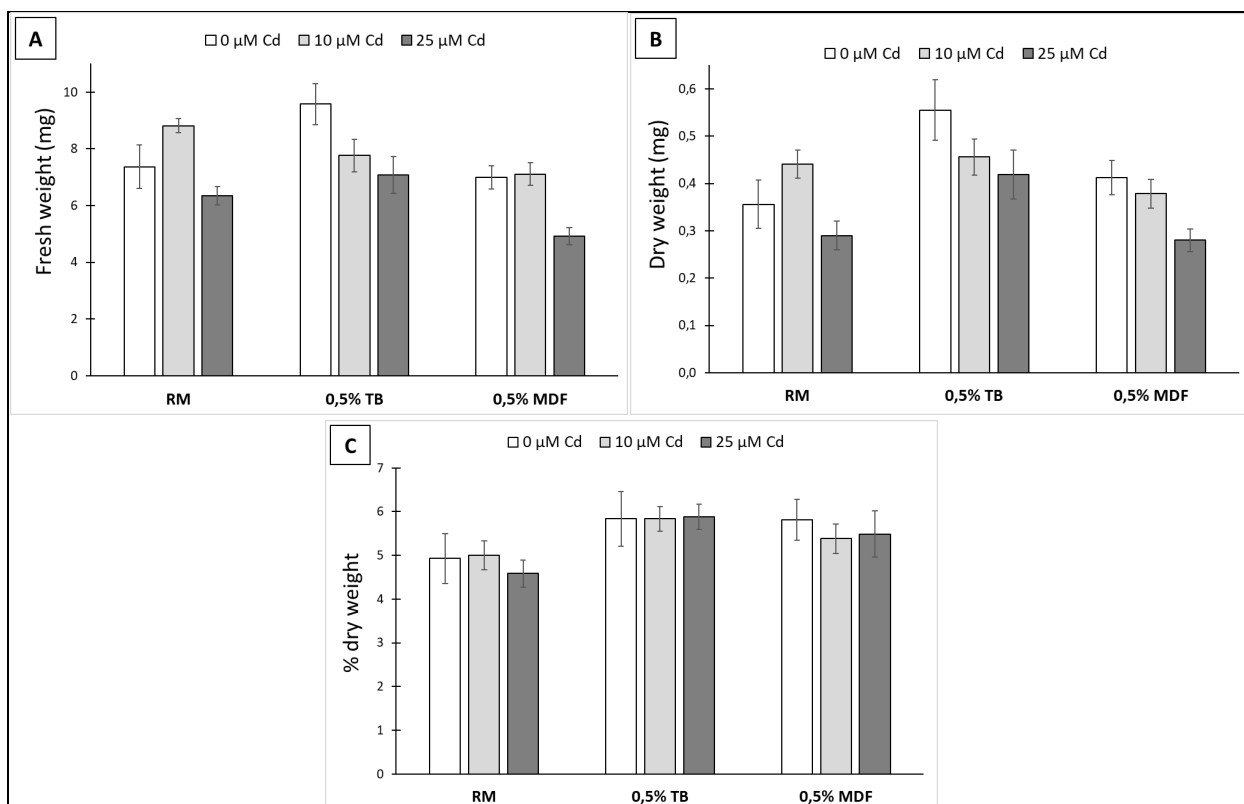 A
0 µM Cd 10 µM Cd 25 µM Cd
Fresh weight (mg)
10
8
6
4
2
0
RM 0,5% TB 0,5% MDF
B
0 µM Cd 10 µM Cd 25 µM Cd
Dry weight (mg)
0,6
0,5
0,4
0,3
0,2
0,1
0,0
RM 0,5% TB 0,5% MDF
C
0 µM Cd 10 µM Cd 25 µM Cd
% dry weight
7
6
5
4
3
2
1
0
RM 0,5% TB 0,5% MDF